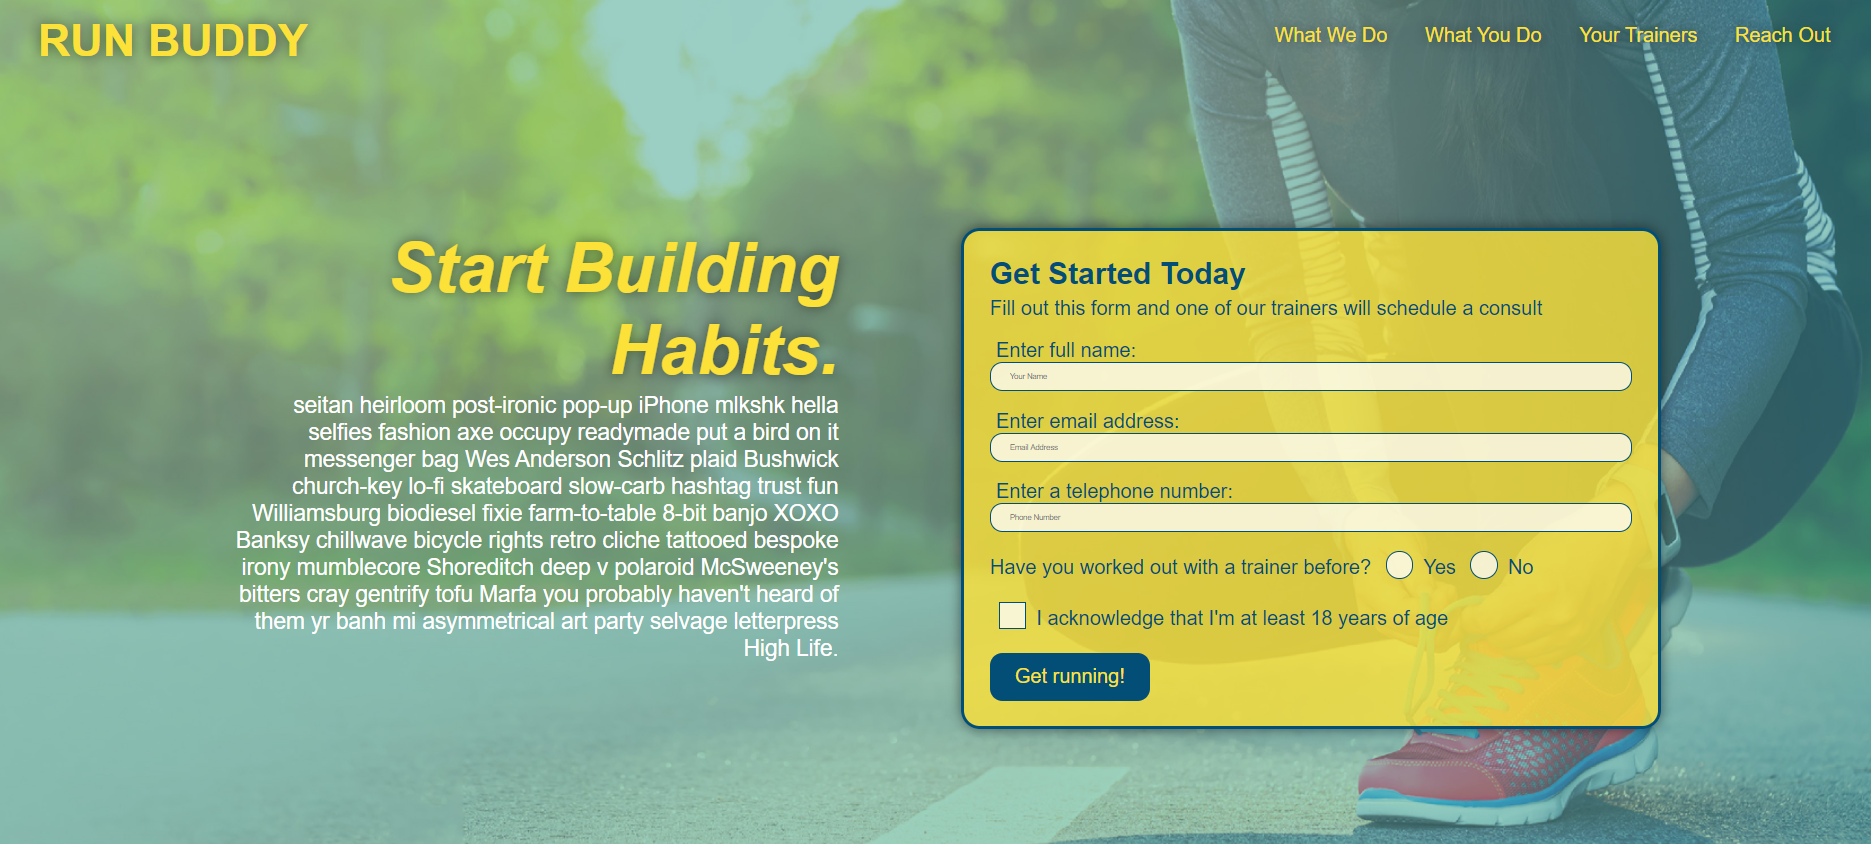 RUN BUDDY
What We Do
What You Do
Your Trainers
Reach Out
Start Building
Habits.
seitan heirloom post-ironic pop-up iPhone mlkshk hella
selfies fashion axe occupy readymade put a bird on it
messenger bag Wes Anderson Schlitz plaid Bushwick
church-key lo-fi skateboard slow-carb hashtag trust fun
Williamsburg biodiesel fixie farm-to-table 8-bit banjo XOXO
Banksy chillwave bicycle rights retro cliche tattooed bespoke
irony mumblecore Shoreditch deep v polaroid McSweeney's
bitters cray gentrify tofu Marfa you probably haven't heard of
them yr banh mi asymmetrical art party selvage letterpress
High Life.
Get Started Today
Fill out this form and one of our trainers will schedule a consult
Enter full name:
Your Name
Enter email address:
Email Address
Enter a telephone number:
Phone Number
Have you worked out with a trainer before? Yes No
I acknowledge that I'm at least 18 years of age
Get running!